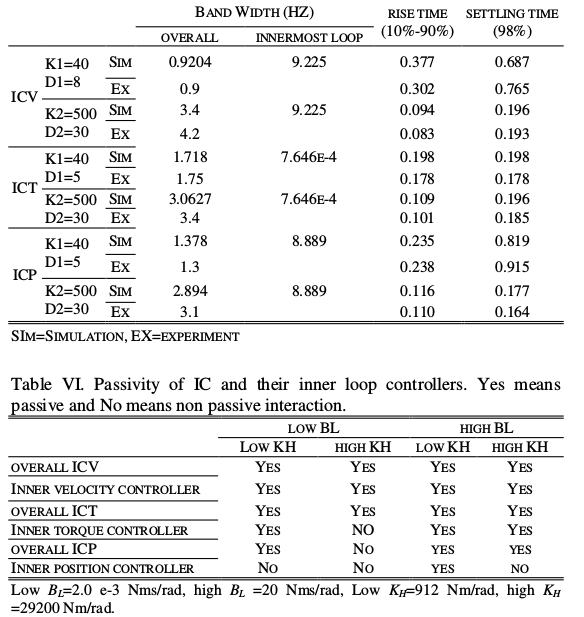 BAND WIDTH (HZ) RISE TIME (10%-90%) SETTLING TIME (98%)
OVERALL INNERMOST LOOP
ICV K1=40 D1=8 SIM 0.9204 9.225 0.377 0.687
EX 0.9 0.302 0.765
K2=500 D2=30 SIM 3.4 9.225 0.094 0.196
EX 4.2 0.083 0.193
ICT K1=40 D1=5 SIM 1.718 7.646E-4 0.198 0.198
EX 1.75 0.178 0.178
K2=500 D2=30 SIM 3.0627 7.646E-4 0.109 0.196
EX 3.4 0.101 0.185
ICP K1=40 D1=5 SIM 1.378 8.889 0.235 0.819
EX 1.3 0.238 0.915
K2=500 D2=30 SIM 2.894 8.889 0.116 0.177
EX 3.1 0.110 0.164
SIM=SIMULATION, EX=EXPERIMENT
Table VI. Passivity of IC and their inner loop controllers. Yes means
passive and No means non passive interaction.
LOW BL HIGH BL
LOW KH HIGH KH LOW KH HIGH KH
OVERALL ICV YES YES YES YES
INNER VELOCITY CONTROLLER YES YES YES YES
OVERALL ICT YES YES YES YES
INNER TORQUE CONTROLLER YES NO YES YES
OVERALL ICP YES NO YES YES
INNER POSITION CONTROLLER NO NO YES NO
Low BL=2.0 e-3 Nms/rad, high BL =20 Nms/rad, Low KH=912 Nm/rad, high KH
=29200 Nm/rad.